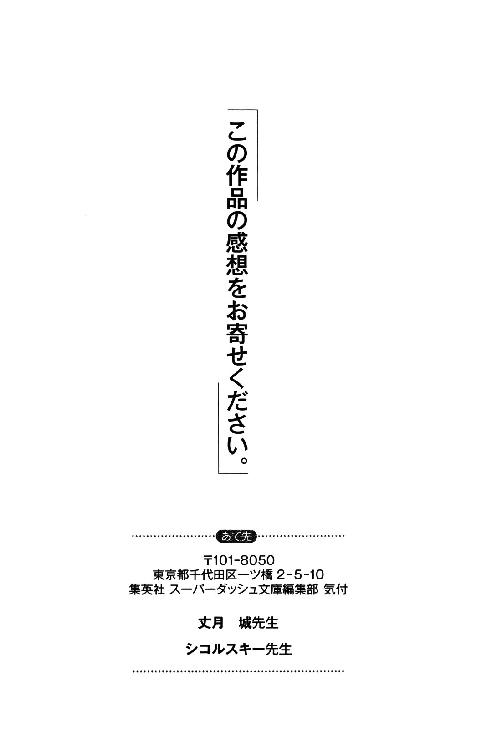 この作品の感想をお寄せください。
あて先
〒101-8050
東京都千代田区一ツ橋2-5-10
集英社 スーパーダッシュ文庫編集部 気付
丈月 城先生
シコルスキー先生